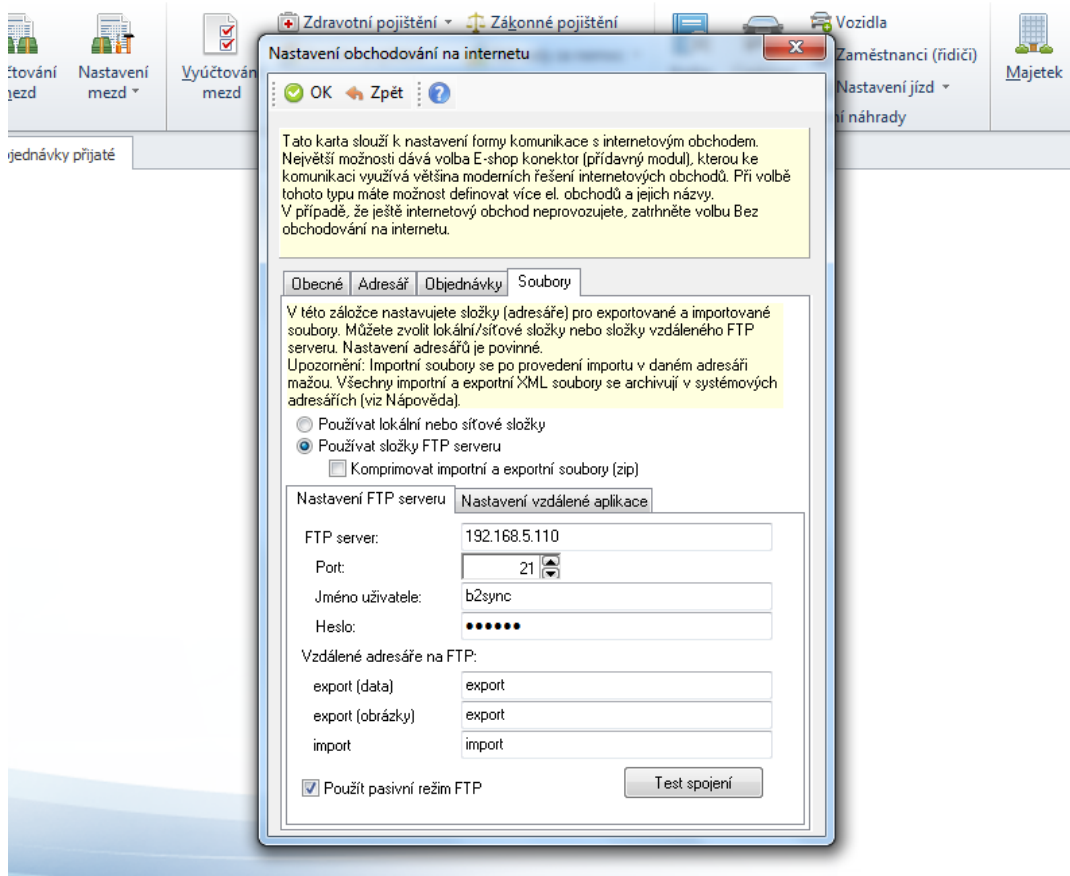 Zdravotní pojištění
Zákonné pojištění
Vozidla
Zaměstnanci (řidiči)
Nastavení jízd
Nastavení
mezd
Vyúčtován
mezd
Majetek
í náhrady
čtování
mezd
jednávky přijaté
Nastavení obchodování na internetu
OK
Zpět
Tato karta slouží k nastavení formy komunikace s internetovým obchodem.
Největší možnosti dává volba E-shop konektor (přídavný modul), kterou ke
komunikaci využívá většina moderních řešení internetových obchodů. Při volbě
tohoto typu máte možnost definovat více el. obchodů a jejich názvy.
V případě, že ještě internetový obchod neprovozujete, zatrhněte volbu Bez
obchodování na internetu.
Obecné
Adresář
Objednávky
Soubory
V této záložce nastavujete složky (adresáře) pro exportované a importované
soubory. Můžete zvolit lokální/síťové složky nebo složky vzdáleného FTP
serveru. Nastavení adresářů je povinné.
Upozornění: Importní soubory se po provedení importu v daném adresáři
mažou. Všechny importní a exportní XML soubory se archivují v systémových
adresářích (viz Nápověda).
Používat lokální nebo síťové složky
Používat složky FTP serveru
Komprimovat importní a exportní soubory (zip)
Nastavení FTP serveru
Nastavení vzdálené aplikace
FTP server:
192.168.5.110
Port:
21
Jméno uživatele:
b2sync
Heslo:
••••••
Vzdálené adresáře na FTP:
export (data)
export
export (obrázky)
export
import
import
Použít pasivní režim FTP
Test spojení